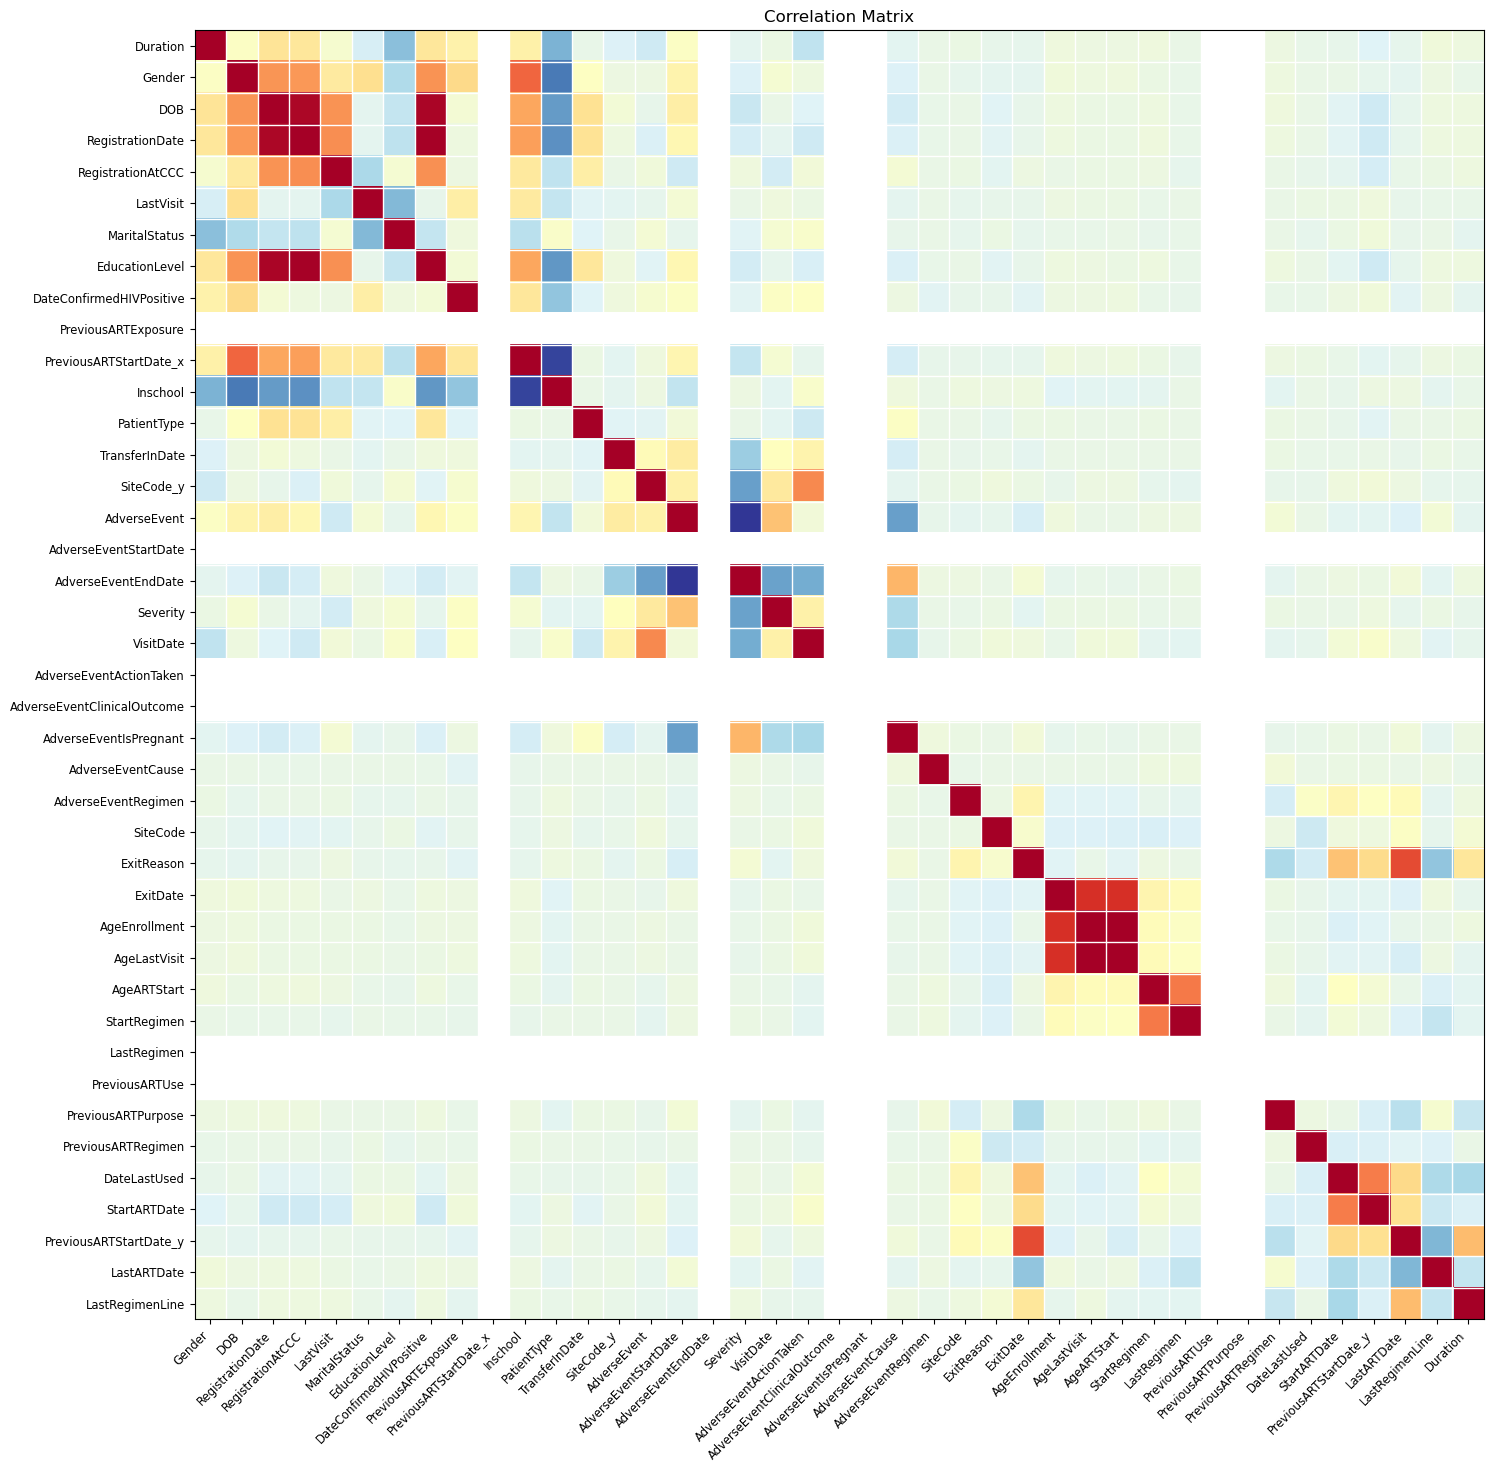 Correlation Matrix
Duration
Gender
DOB
RegistrationDate
RegistrationAtCCC
LastVisit
MaritalStatus
EducationLevel
DateConfirmedHIVPositive
PreviousARTExposure
PreviousARTStartDate_x
Inschool
PatientType
TransferInDate
SiteCode_y
AdverseEvent
AdverseEventStartDate
AdverseEventEndDate
Severity
VisitDate
AdverseEventActionTaken
AdverseEventClinicalOutcome
AdverseEventIsPregnant
AdverseEventCause
AdverseEventRegimen
SiteCode
ExitReason
ExitDate
AgeEnrollment
AgeLastVisit
AgeARTStart
StartRegimen
LastRegimen
PreviousARTUse
PreviousARTPurpose
PreviousARTRegimen
DateLastUsed
StartARTDate
PreviousARTStartDate_y
LastARTDate
LastRegimenLine
Gender
DOB
RegistrationDate
RegistrationAtCCC
LastVisit
MaritalStatus
EducationLevel
DateConfirmedHIVPositive
PreviousARTExposure
PreviousARTStartDate_x
Inschool
PatientType
TransferInDate
SiteCode_y
AdverseEvent
AdverseEventStartDate
AdverseEventEndDate
Severity
VisitDate
AdverseEventActionTaken
AdverseEventClinicalOutcome
AdverseEventIsPregnant
AdverseEventCause
AdverseEventRegimen
SiteCode
ExitReason
ExitDate
AgeEnrollment
AgeLastVisit
AgeARTStart
StartRegimen
LastRegimen
PreviousARTUse
PreviousARTPurpose
PreviousARTRegimen
DateLastUsed
StartARTDate
PreviousARTStartDate_y
LastARTDate
LastRegimenLine
Duration